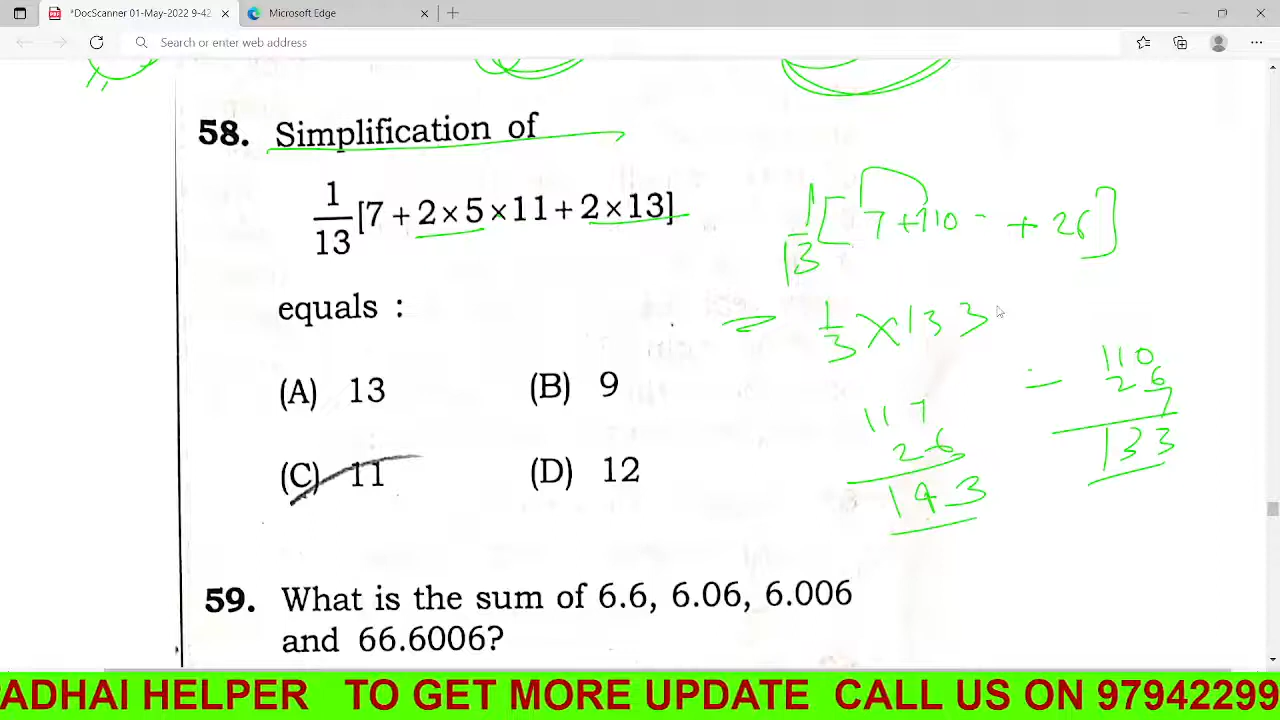 *DocScanner 01-May-2022 9-42
Microsoft Edge
Search or enter web address
58. Simplification of
1/13 [7 + 2 × 5 × 11 + 2 × 13]
equals :
(A) 13 (B) 9
(C) 11 (D) 12
1/13 [7+110 + 26]
= 1/3 × 133
117
26
143
= 110
26
7
133
59. What is the sum of 6.6, 6.06, 6.006
and 66.6006?
ADHAI HELPER TO GET MORE UPDATE CALL US ON 97942299